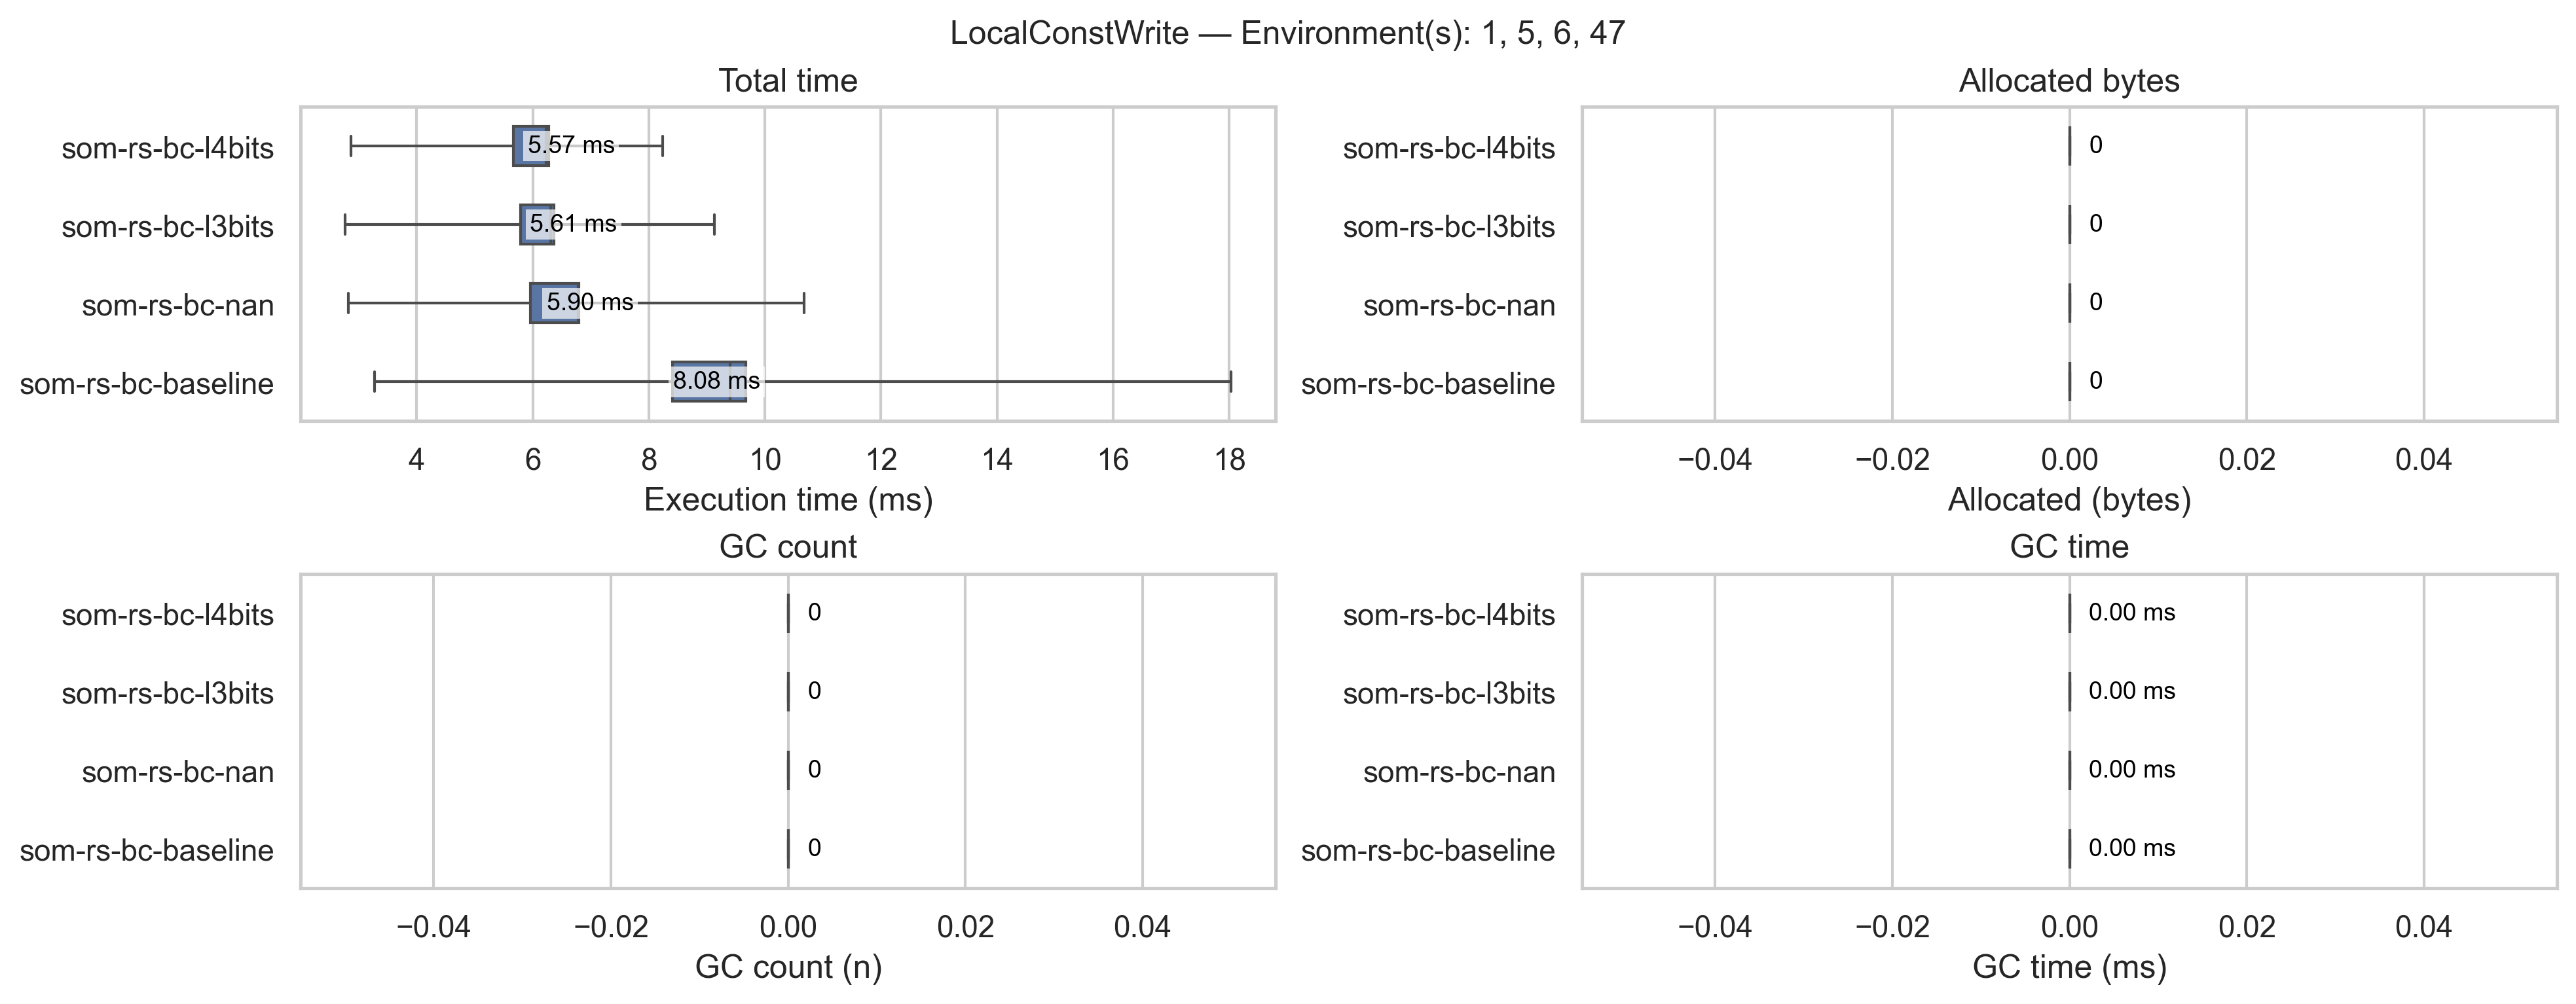 LocalConstWrite — Environment(s): 1, 5, 6, 47
Total time
som-rs-bc-l4bits
5.57 ms
som-rs-bc-l3bits
5.61 ms
som-rs-bc-nan
5.90 ms
som-rs-bc-baseline
8.08 ms
4 6 8 10 12 14 16 18
Execution time (ms)
Allocated bytes
som-rs-bc-l4bits
0
som-rs-bc-l3bits
0
som-rs-bc-nan
0
som-rs-bc-baseline
0
−0.04 −0.02 0.00 0.02 0.04
Allocated (bytes)
GC count
som-rs-bc-l4bits
0
som-rs-bc-l3bits
0
som-rs-bc-nan
0
som-rs-bc-baseline
0
−0.04 −0.02 0.00 0.02 0.04
GC count (n)
GC time
som-rs-bc-l4bits
0.00 ms
som-rs-bc-l3bits
0.00 ms
som-rs-bc-nan
0.00 ms
som-rs-bc-baseline
0.00 ms
−0.04 −0.02 0.00 0.02 0.04
GC time (ms)